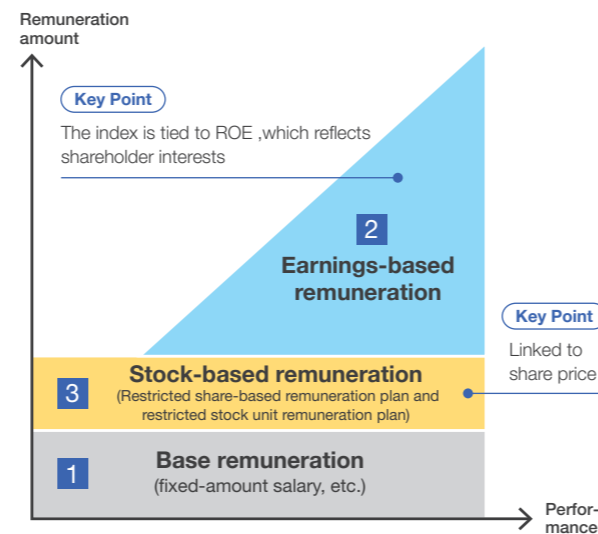 Remuneration
amount
Key Point
The index is tied to ROE ,which reflects
shareholder interests
2
Earnings-based
remuneration
Key Point
Linked to
share price
3
Stock-based remuneration
(Restricted share-based remuneration plan and
restricted stock unit remuneration plan)
1
Base remuneration
(fixed-amount salary, etc.)
Perfor-
mance